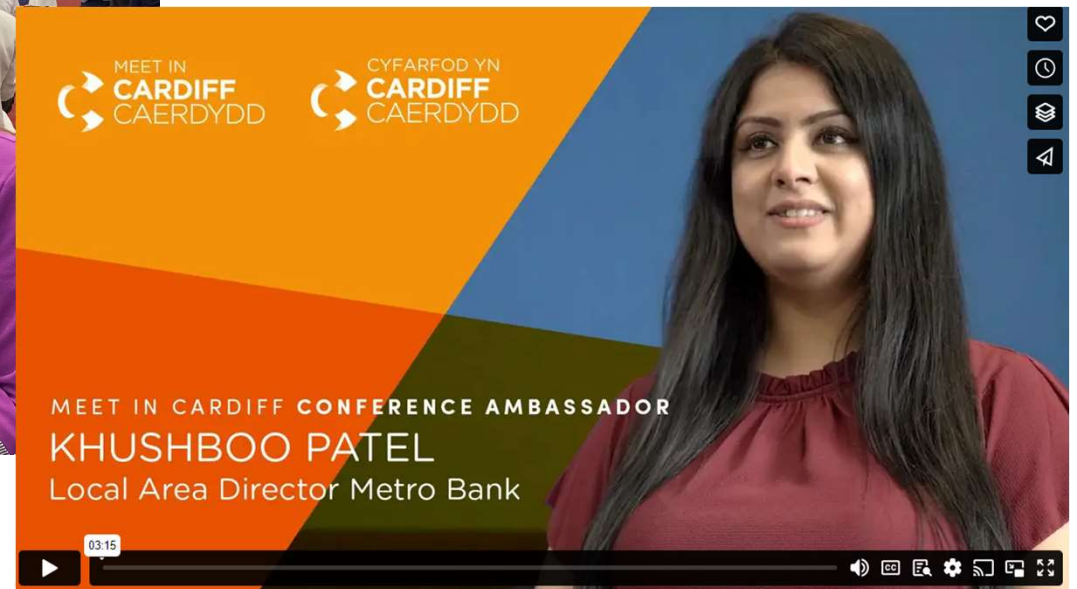 MEET IN
CARDIFF
CAERDYDD
CYFARFOD YN
CARDIFF
CAERDYDD
MEET IN CARDIFF CONFERENCE AMBASSADOR
KHUSHBOO PATEL
Local Area Director Metro Bank
03:15
CC